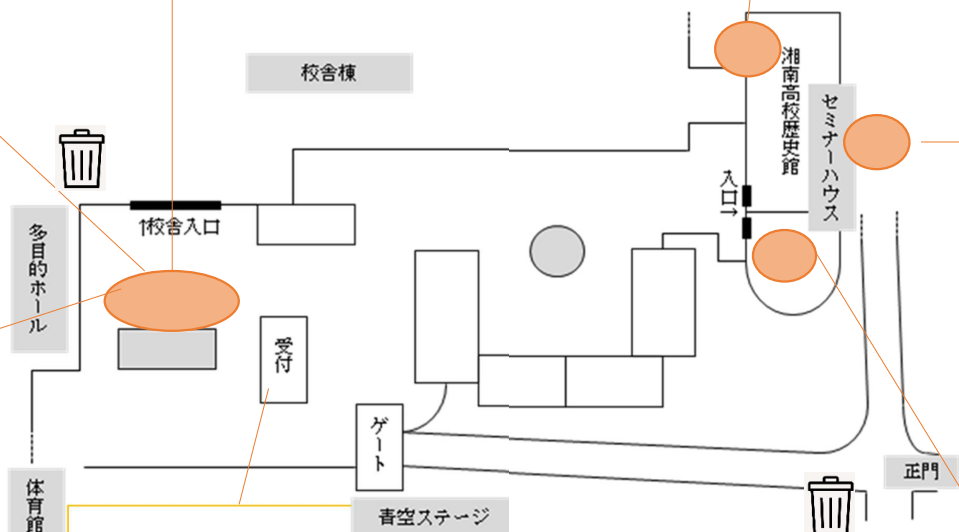 校舎棟
湘南高校歴史館
セミナーハウス
入口→
↑校舎入口
多目的ホール
受付
ゲート
正門
体育館
青空ステージ